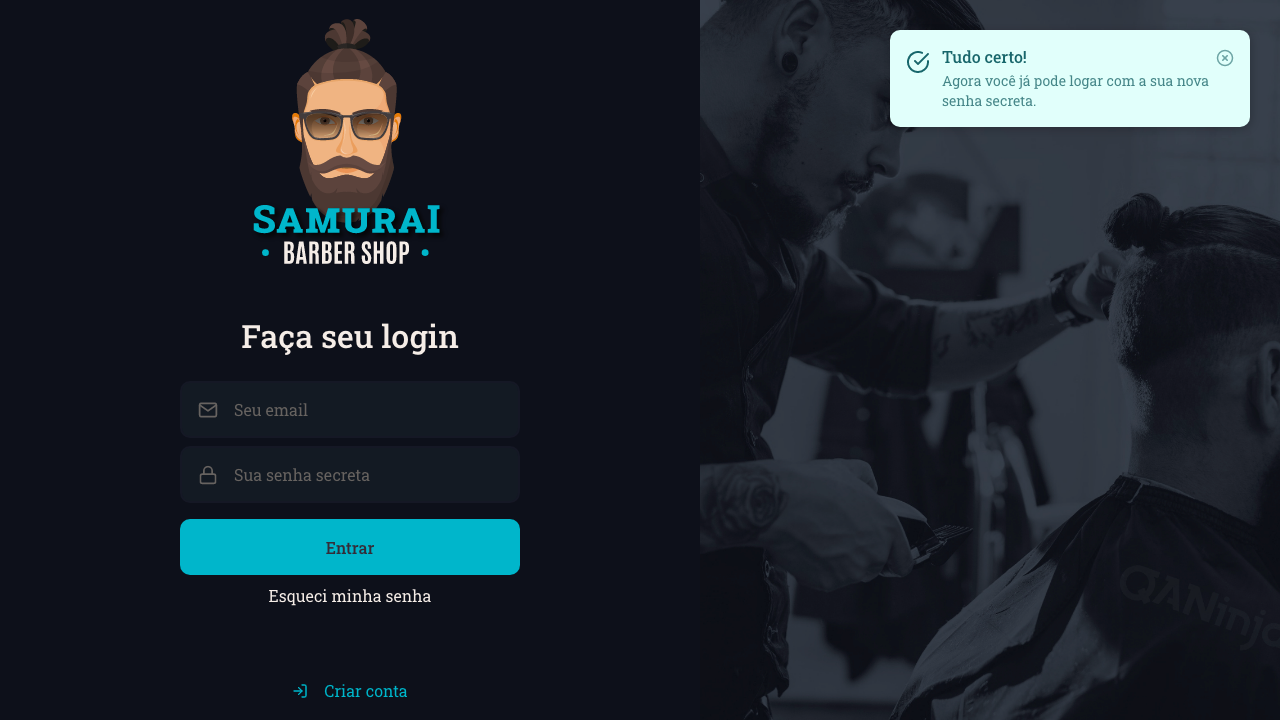 SAMURAI
• BARBER SHOP •
Faça seu login
Seu email
Sua senha secreta
Entrar
Esqueci minha senha
Criar conta
Tudo certo!
Agora você já pode logar com a sua nova
senha secreta.
QANinja